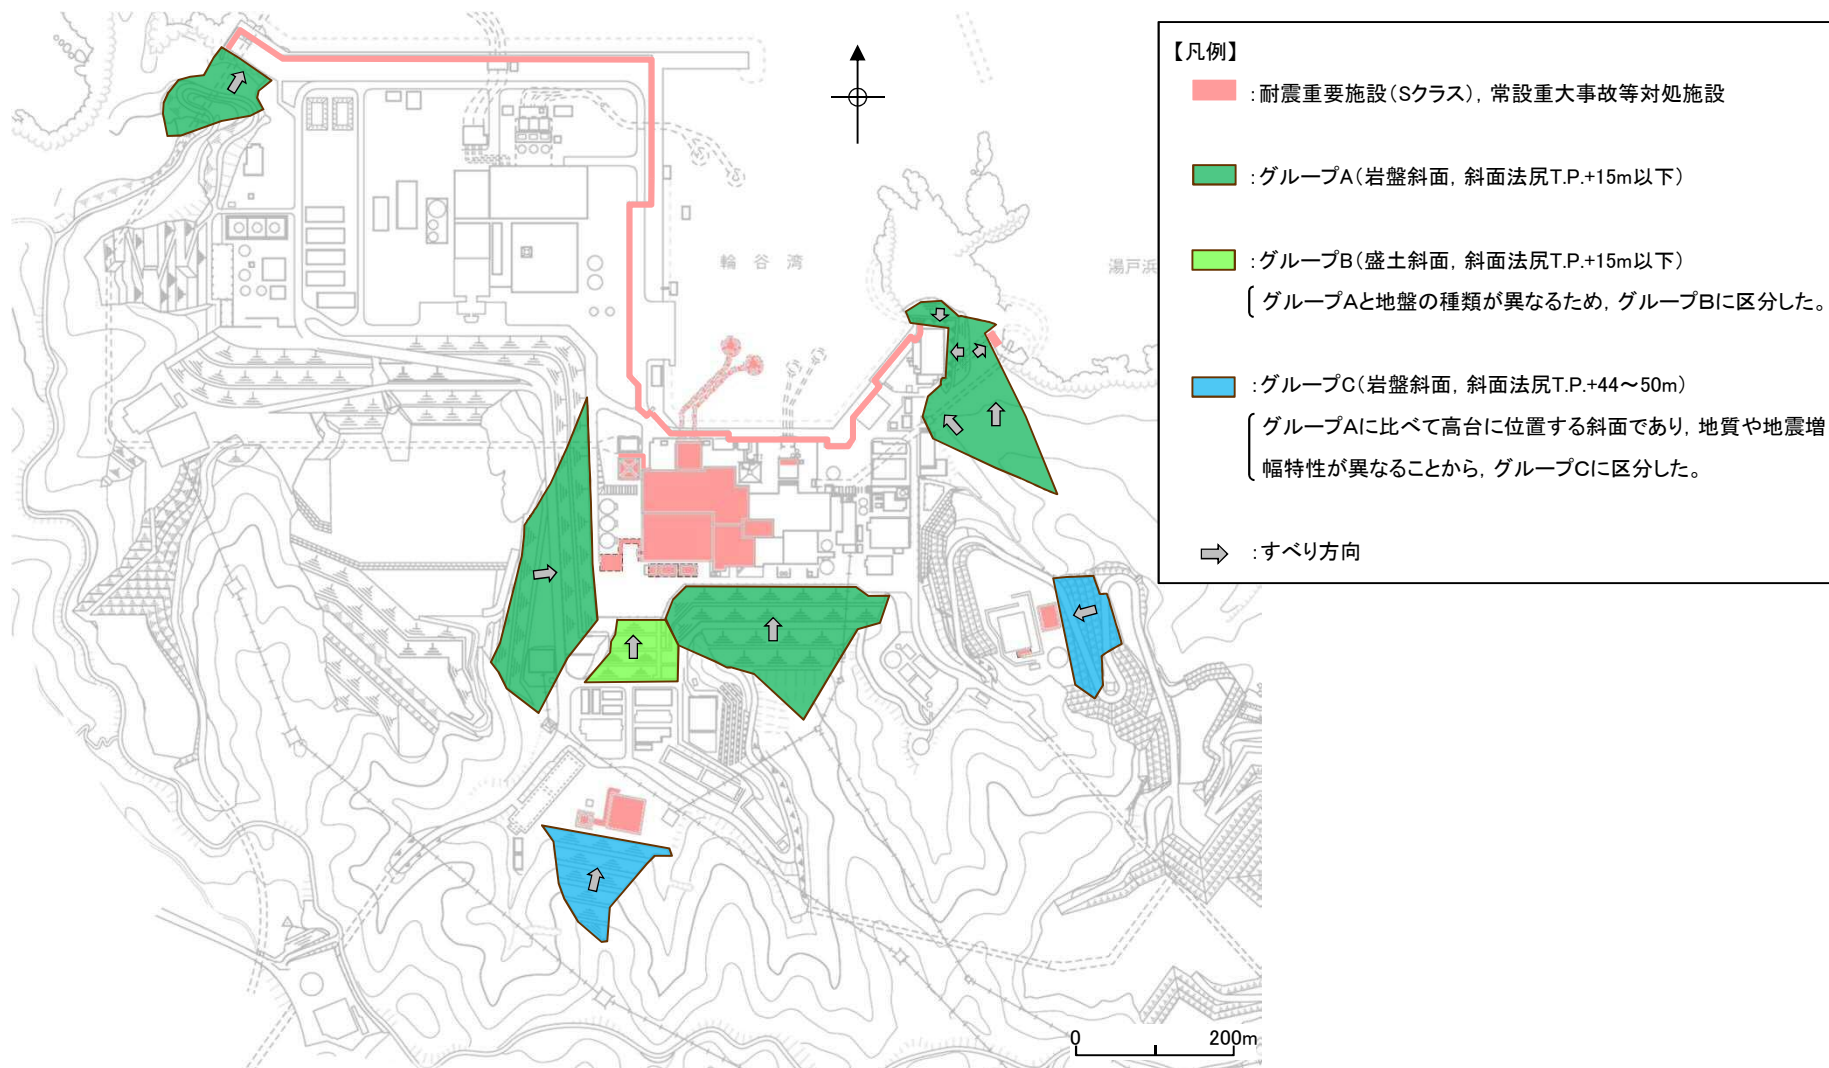 【凡例】
：耐震重要施設（Sクラス），常設重大事故等対処施設
：グループA（岩盤斜面，斜面法尻T.P.+15m以下）
：グループB（盛土斜面，斜面法尻T.P.+15m以下）
グループAと地盤の種類が異なるため，グループBに区分した。
：グループC（岩盤斜面，斜面法尻T.P.+44～50m）
グループAに比べて高台に位置する斜面であり，地質や地震増
幅特性が異なることから，グループCに区分した。
：すべり方向
輪谷湾
湯戸浜
0 200m